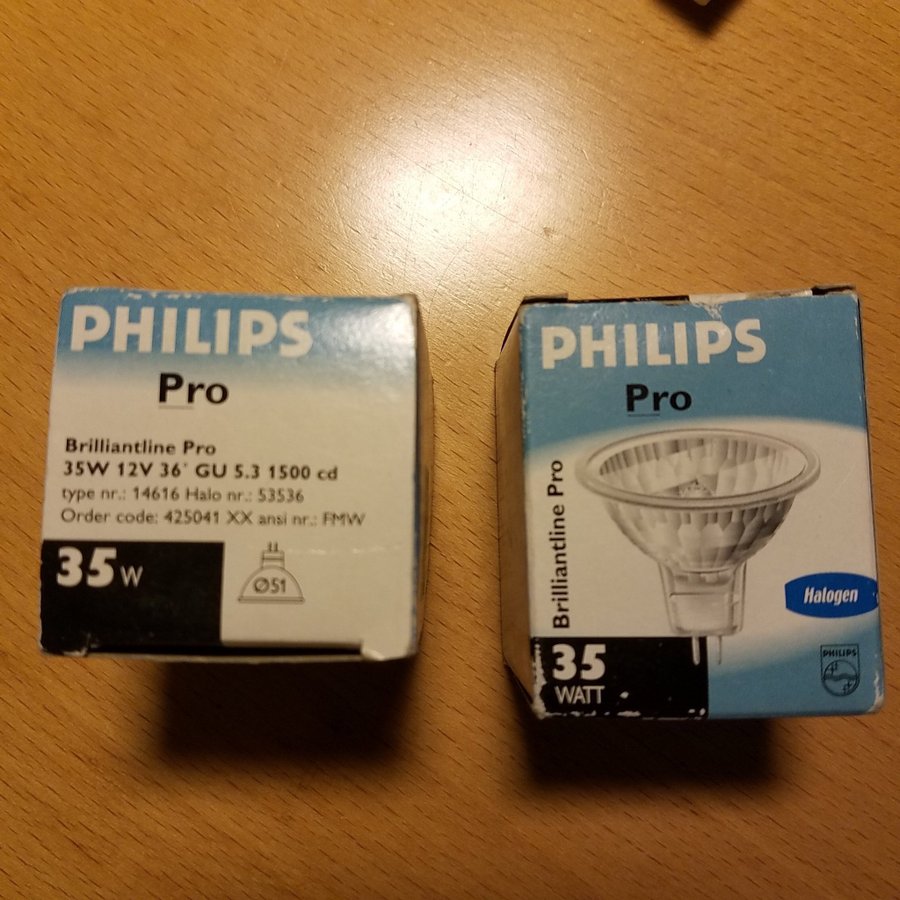 PHILIPS
Pro
Brilliantline Pro
35W 12V 36° GU 5.3 1500 cd
type nr.: 14616 Halo nr.: 53536
Order code: 425041 XX ansi nr.: FMW
35 W
Ø51
PHILIPS
Pro
Brilliantline Pro
Halogen
35
WATT
PHILIPS